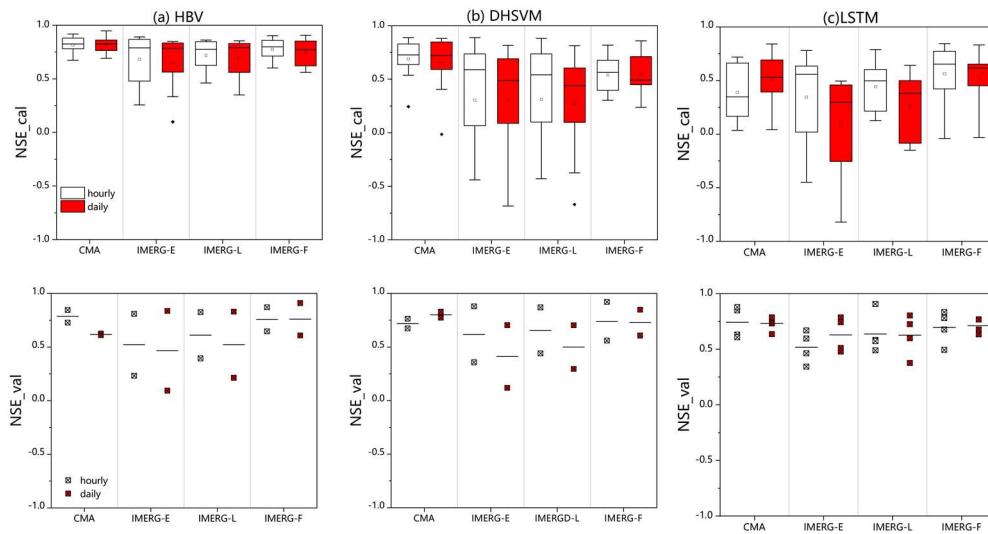 (a) HBV
(b) DHSVM
(c)LSTM
NSE_cal
1.0
0.5
0.0
0.5
-1.0
hourly
daily
CMA
IMERG-E
IMERG-L
IMERG-F
NSE_cal
1.0
0.5
0.0
0.5
-1.0
CMA
IMERG-E
IMERG-L
IMERG-F
NSE_cal
1.0
0.5
0.0
0.5
-1.0
CMA
IMERG-E
IMERG-L
IMERG-F
NSE_val
1.0
0.5
0.0
0.5
-1.0
hourly
daily
CMA
IMERG-E
IMERG-L
IMERG-F
NSE_val
1.0
0.5
0.0
0.5
-1.0
CMA
IMERG-E
IMERGD-L
IMERG-F
NSE_val
1.0
0.5
0.0
0.5
-1.0
CMA
IMERG-E
IMERG-L
IMERG-F